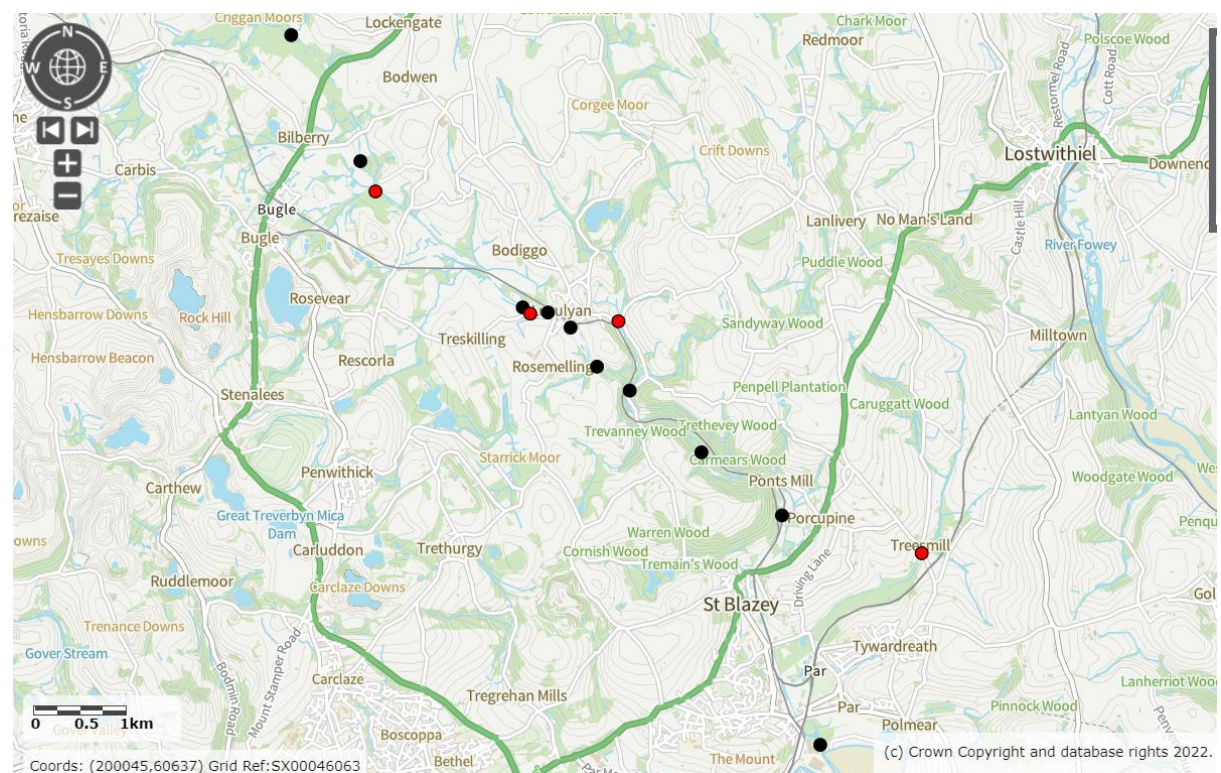 Criggan Moors
Lockengate
Chark Moor
Redmoor
Polscoe Wood
N
W
E
S
Bodwen
Corgee Moor
Restormel Road
Cott Road
Bilberry
Carbis
Crift Downs
Lostwithiel
Bugle
Lanlivery
No Man's Land
Castle Hill
Bugle
Tresayes Downs
Bodiggo
Puddle Wood
River Fowey
Rosevear
Hensbarrow Downs
Rock Hill
Sandyway Wood
Treskilling
Milltown
Hensbarrow Beacon
Rescorla
Rosemelling
Penpell Plantation
Stenalees
Caruggatt Wood
Lantyan Wood
Trevanney Wood
Trethevey Wood
Starrick Moor
Carmears Wood
Penwithick
Ponts Mill
Woodgate Wood
Carthew
Great Treverbyn Mica
Dam
Porcupine
Warren Wood
Carluddon
Trethurgy
Cornish Wood
Treesmill
Tremain's Wood
Ruddlemoor
Carclaze Downs
Driving Lane
St Blazey
Trenance Downs
Tywardreath
Gover Stream
Mount Stamper Road
Bodmin Road
Carclaze
Par
Tregrehan Mills
Par
Pinnock Wood
0 0.5 1km
Polmear
Boscoppa
Bethel
The Mount
(c) Crown Copyright and database rights 2022.
Coords: (200045,60637) Grid Ref:SX00046063